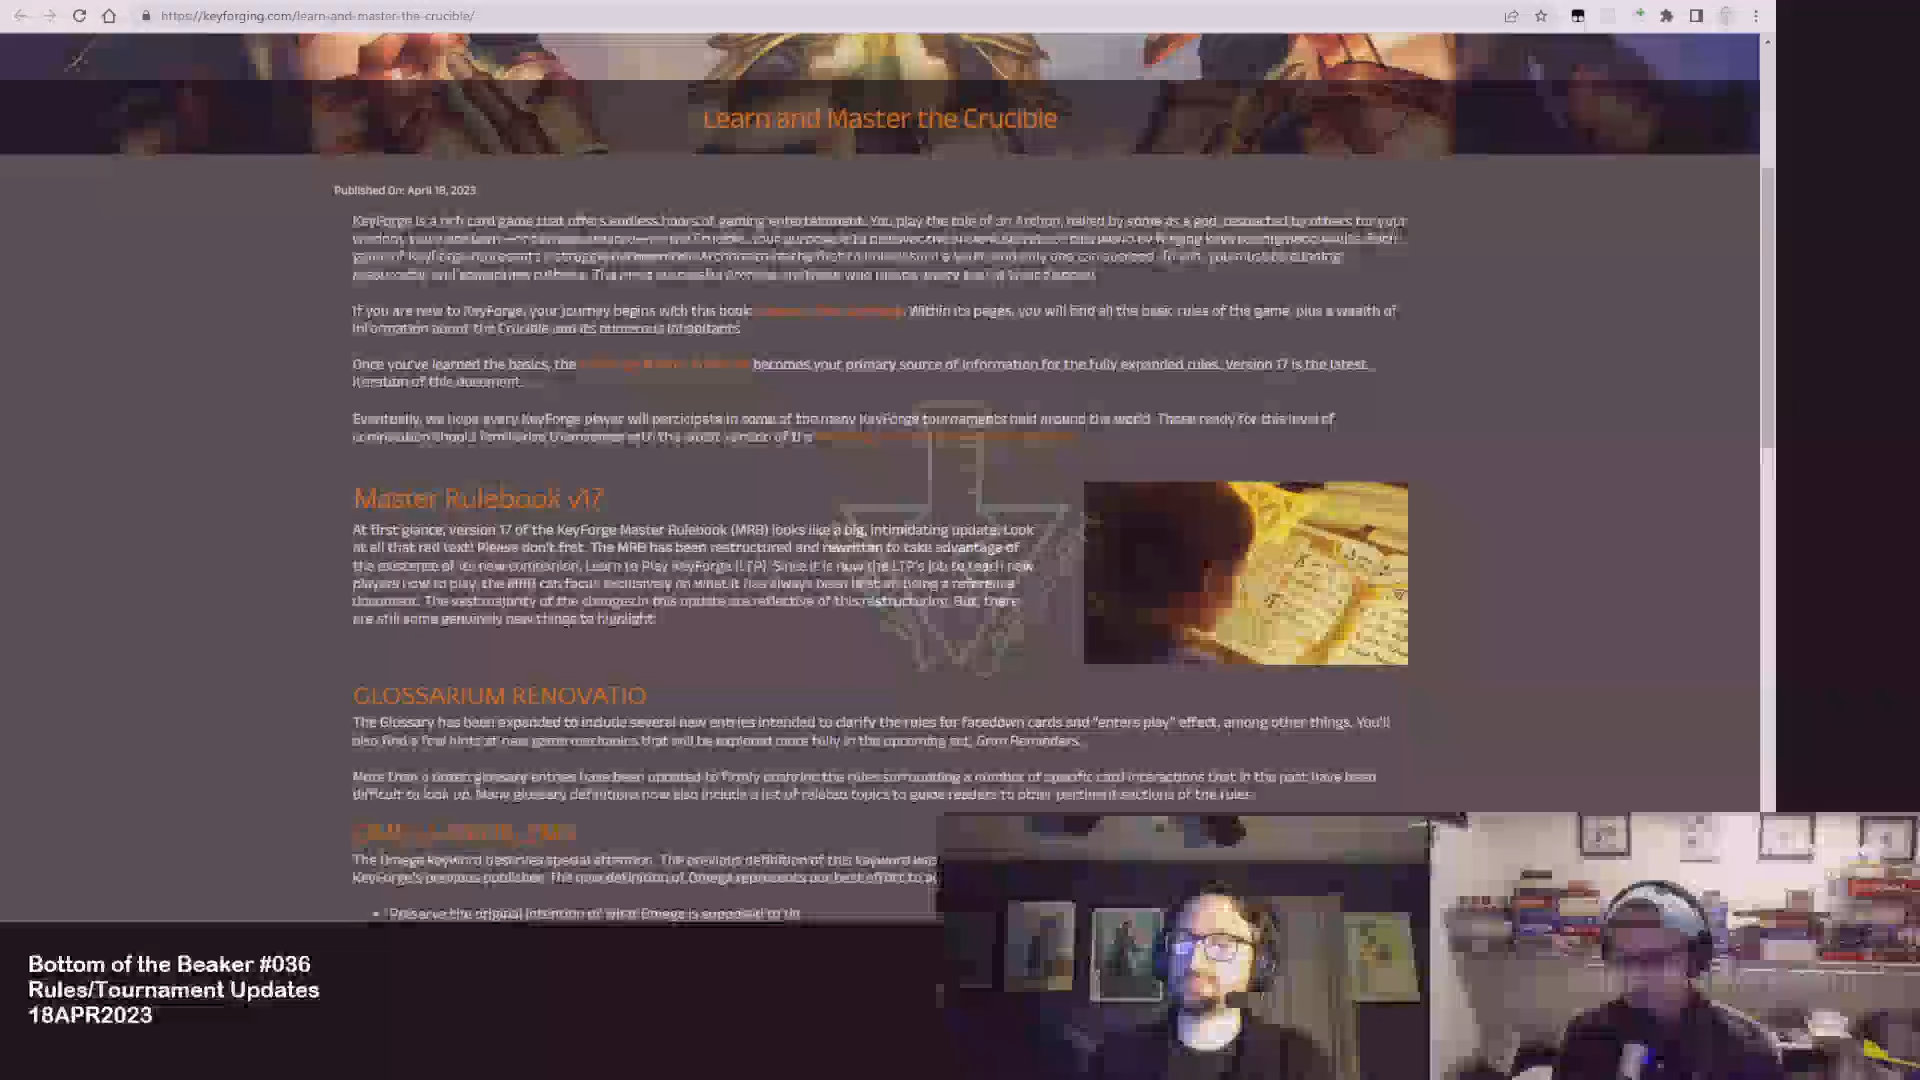 https://keyforging.com/learn-and-master-the-crucible/
Learn and Master the Crucible
Published On: April 18, 2023
KeyForge is a rich card game that offers endless hours of gaming entertainment. You play the role of an Archon, hailed by some as a god, respected by others for your
If you are new to KeyForge, your journey begins with this book: . Within its pages, you will find all the basic rules of the game, plus a wealth of
information about the Crucible and its numerous inhabitants.
Once you've learned the basics, the becomes your primary source of information for the fully expanded rules. Version 17 is the latest
iteration of this document.
Eventually, we hope every KeyForge player will participate in some of the many KeyForge tournaments held around the world. Those ready for this level of
competition should familiarize themselves with the latest version of the
Master Rulebook v17
At first glance, version 17 of the KeyForge Master Rulebook (MRB) looks like a big, intimidating update. Look
at all that red text! Please don't fret. The MRB has been restructured and rewritten to take advantage of
the existence of its new companion, Learn to Play KeyForge (LTP). Since it is now the LTP's job to teach new
players how to play, the MRB can focus exclusively on what it has always been best at: being a reference
document. The vast majority of the changes in this update are reflective of this restructuring. But, there
are still some genuinely new things to highlight.
GLOSSARIUM RENOVATIO
The Glossary has been expanded to include several new entries intended to clarify the rules for facedown cards and "enters play" effect, among other things. You'll
also find a few hints at new game mechanics that will be explored more fully in the upcoming set, Grim Reminders.
More than a dozen glossary entries have been updated to firmly enshrine the rules surrounding a number of specific card interactions that in the past have been
difficult to look up. Many glossary definitions now also include a list of related topics to guide readers to other pertinent sections of the rules.
The Omega keyword deserves special attention. The previous definition of this keyword was
KeyForge's previous publisher. The new definition of Omega represents our best effort to
• Preserve the original intention of what Omega is supposed to do
Bottom of the Beaker #036
Rules/Tournament Updates
18APR2023